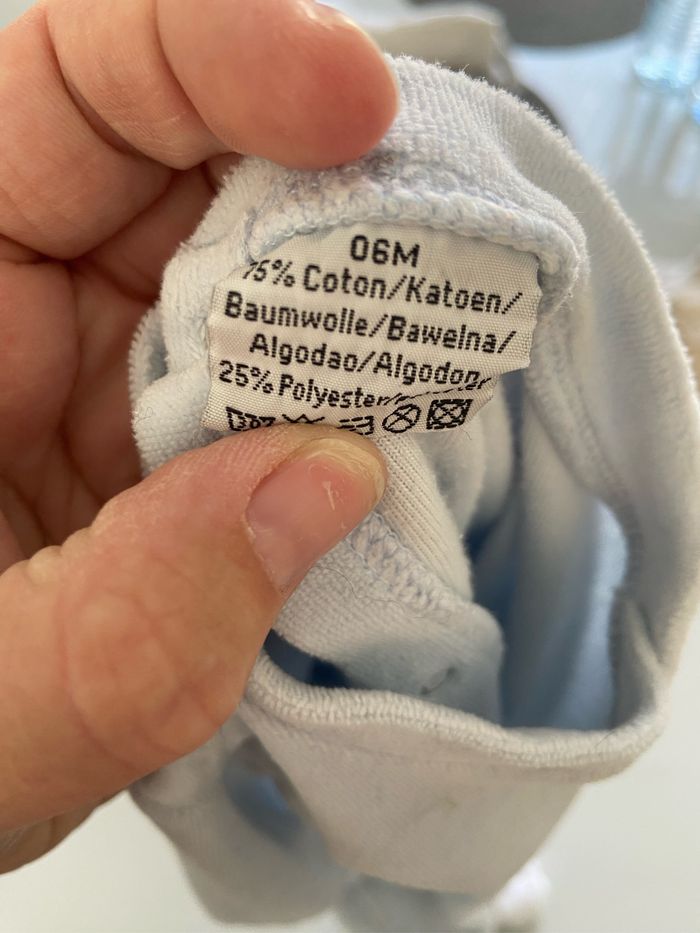 06M
75% Coton/Katoen/
Baumwolle/Bawelna/
Algodao/Algodon
25% Polyester/